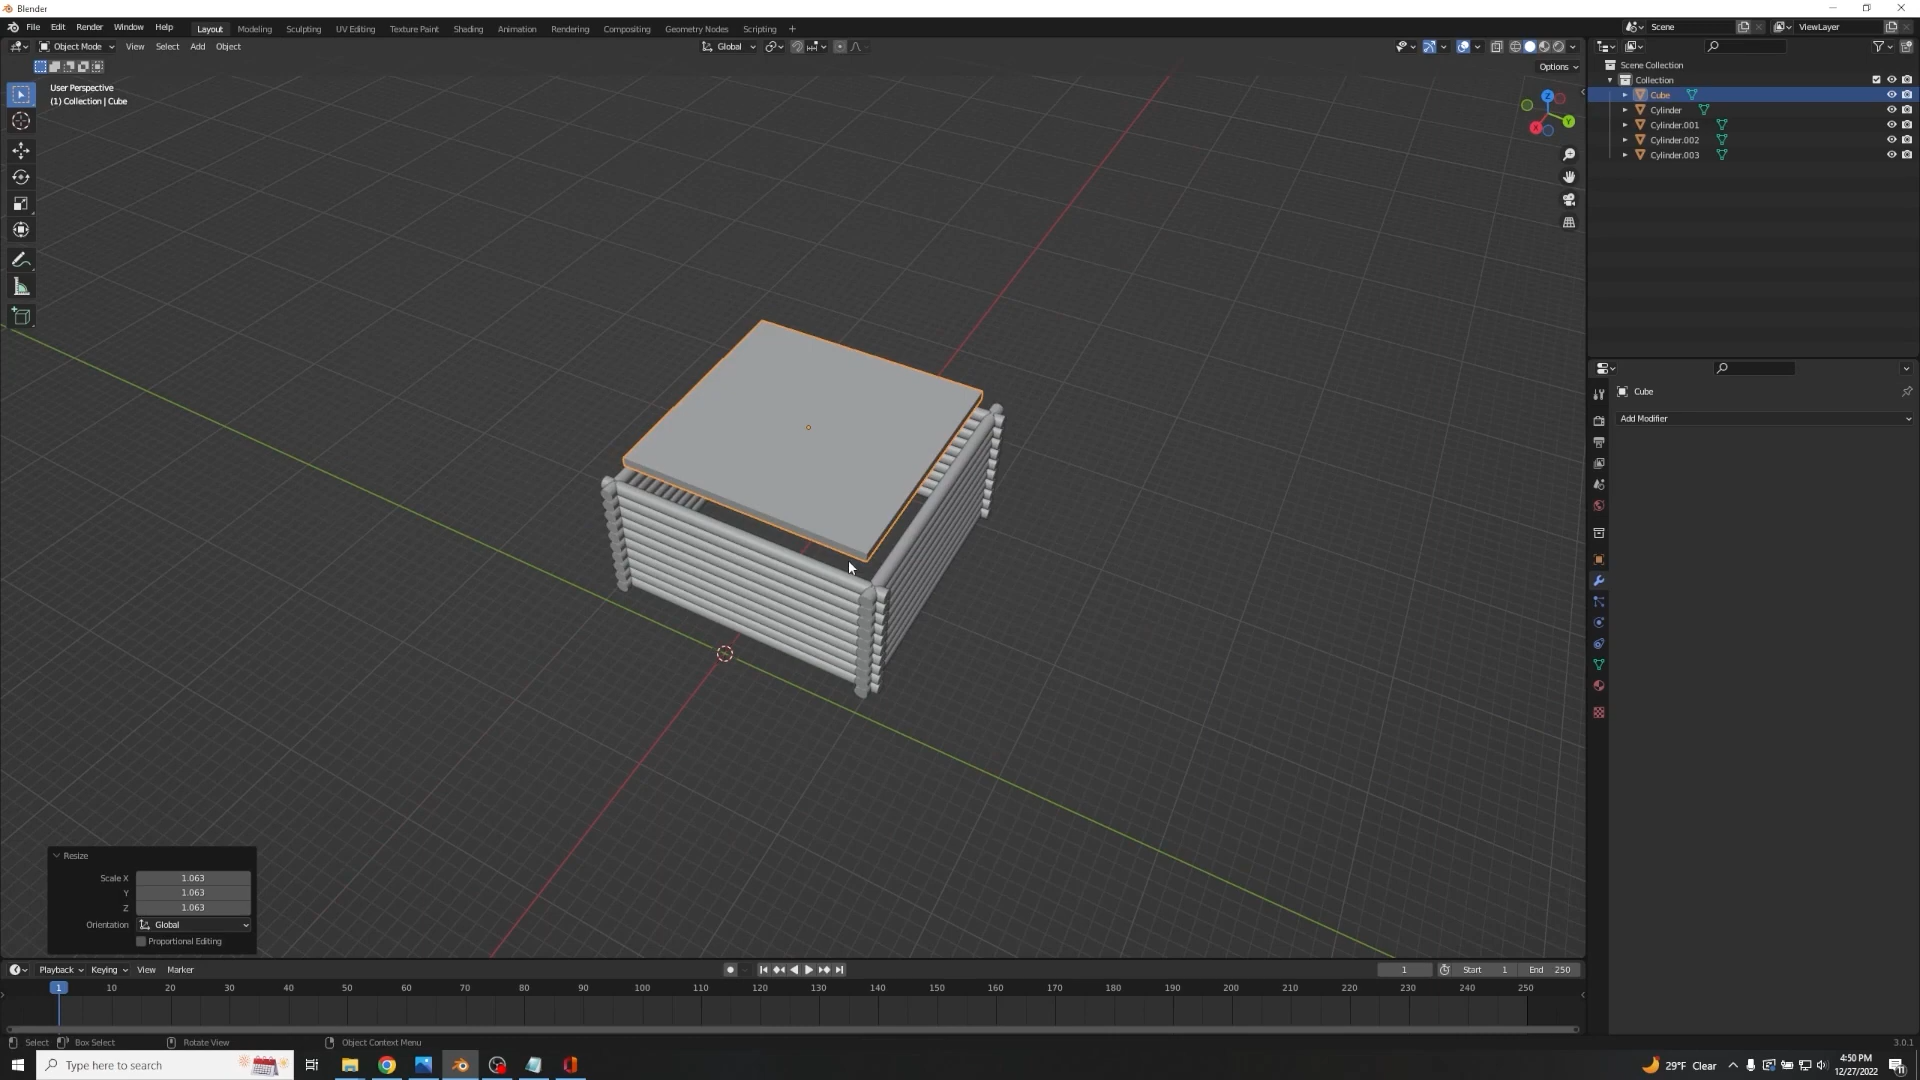 Blender
File Edit Render Window Help Layout Modeling Sculpting UV Editing Shading Texture Paint Animation Rendering Compositing Geometry Nodes Scripting + Scene ViewLayer
Object Mode View Select Add Object Global
Options
User Perspective
(1) Collection | Cube
Z
Y
X
Scene Collection
Collection
Cube
Cylinder
Cylinder.001
Cylinder.002
Cylinder.003
Cube
Add Modifier
Resize
Scale X 1.063
Y 1.063
Z 1.063
Orientation Global
Proportional Editing
Playback Keying View Marker 1 Start 1 End 250
1 10 20 30 40 50 60 70 80 90 100 110 120 130 140 150 160 170 180 190 200 210 220 230 240 250
Select Box Select Rotate View Object Context Menu 3.0.1
Type here to search 29°F Clear 4:50 PM
12/27/2022